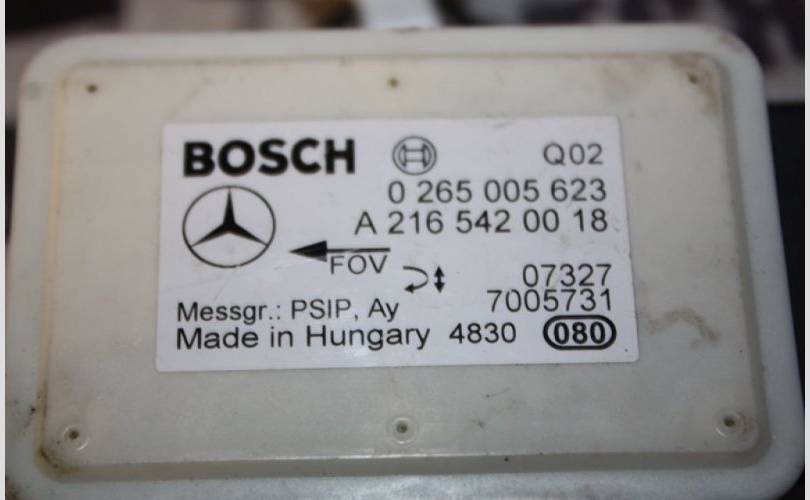 BOSCH Q02
0 265 005 623
A 216 542 00 18
FOV
07327
7005731
Messgr.: PSIP, Ay
Made in Hungary 4830 080